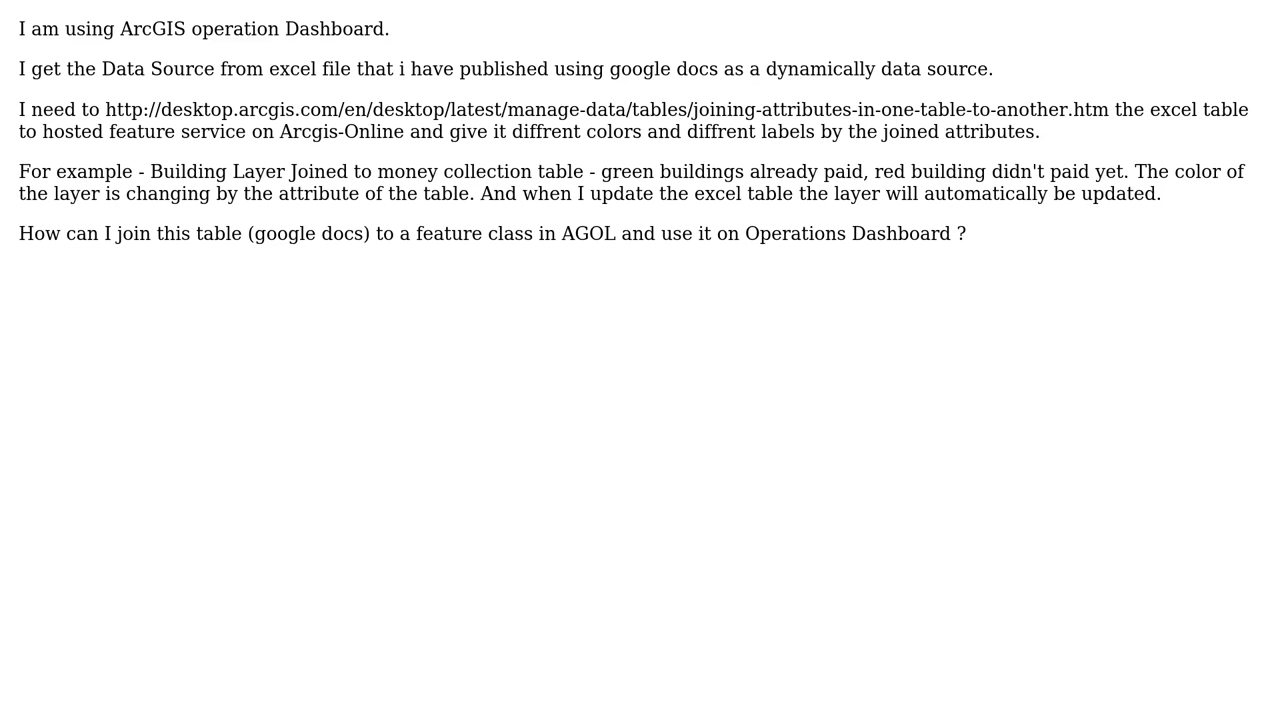 I am using ArcGIS operation Dashboard.
I get the Data Source from excel file that i have published using google docs as a dynamically data source.
I need to http://desktop.arcgis.com/en/desktop/latest/manage-data/tables/joining-attributes-in-one-table-to-another.htm the excel table
to hosted feature service on Arcgis-Online and give it diffrent colors and diffrent labels by the joined attributes.
For example - Building Layer Joined to money collection table - green buildings already paid, red building didn't paid yet. The color of
the layer is changing by the attribute of the table. And when I update the excel table the layer will automatically be updated.
How can I join this table (google docs) to a feature class in AGOL and use it on Operations Dashboard ?